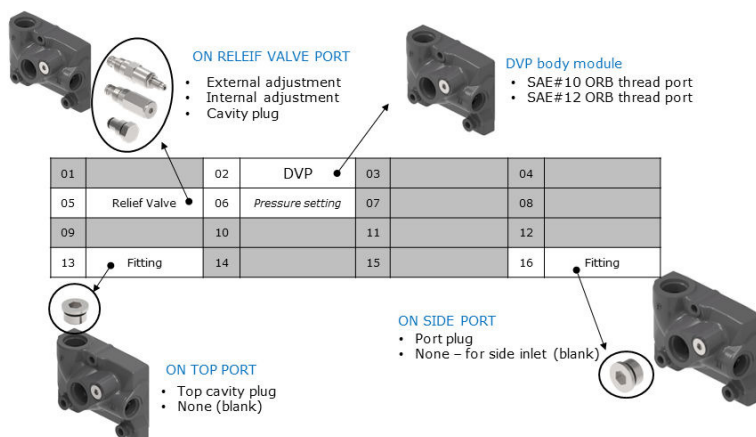 ON RELEIF VALVE PORT
• External adjustment
• Internal adjustment
• Cavity plug
DVP body module
• SAE#10 ORB thread port
• SAE#12 ORB thread port
01 02 DVP 03 04
05 Relief Valve 06 Pressure setting 07 08
09 10 11 12
13 Fitting 14 15 16 Fitting
ON TOP PORT
• Top cavity plug
• None (blank)
ON SIDE PORT
• Port plug
• None – for side inlet (blank)